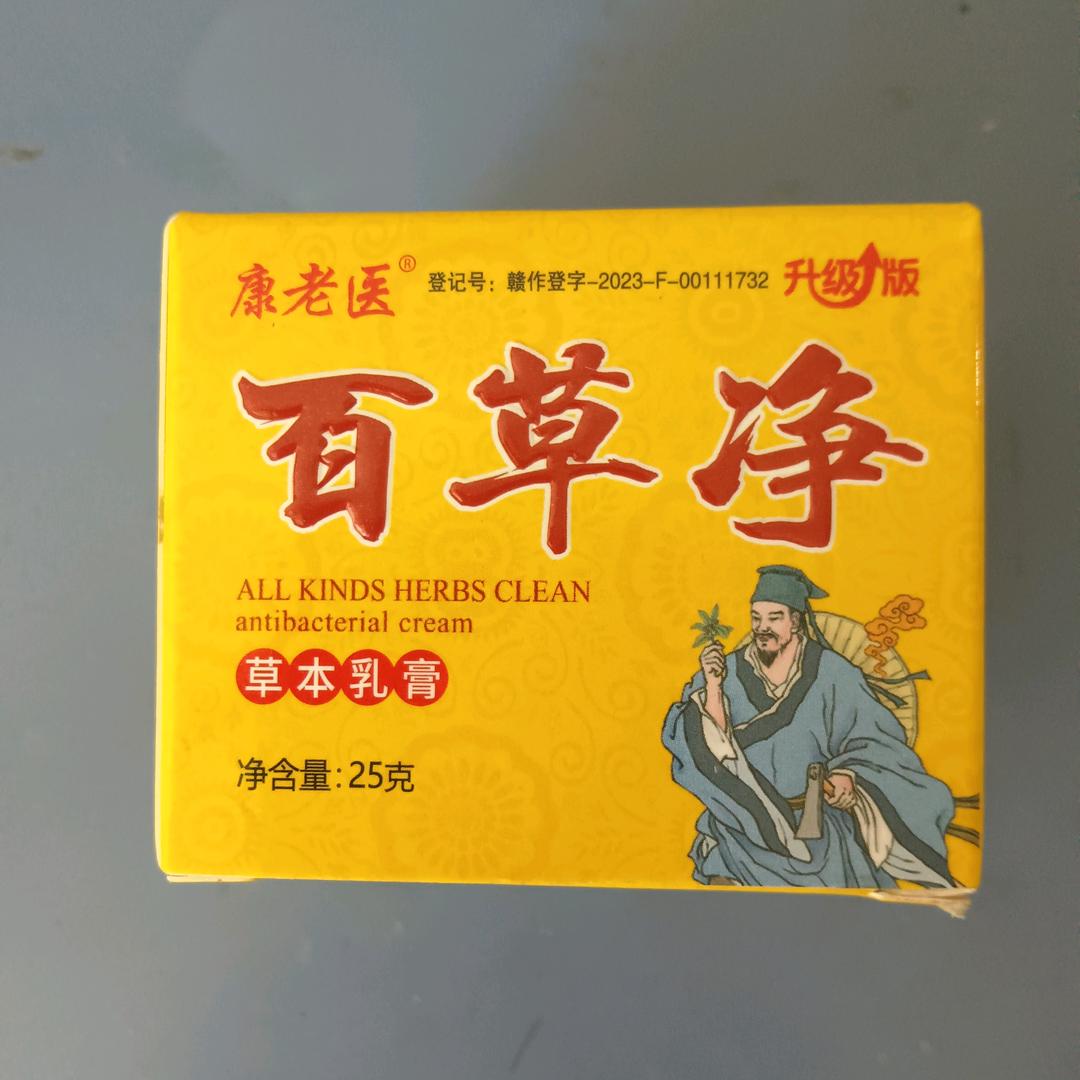 康老医® 登记号：赣作登字-2023-F-00111732 升级版
百草净
ALL KINDS HERBS CLEAN
antibacterial cream
草本乳膏
净含量：25克